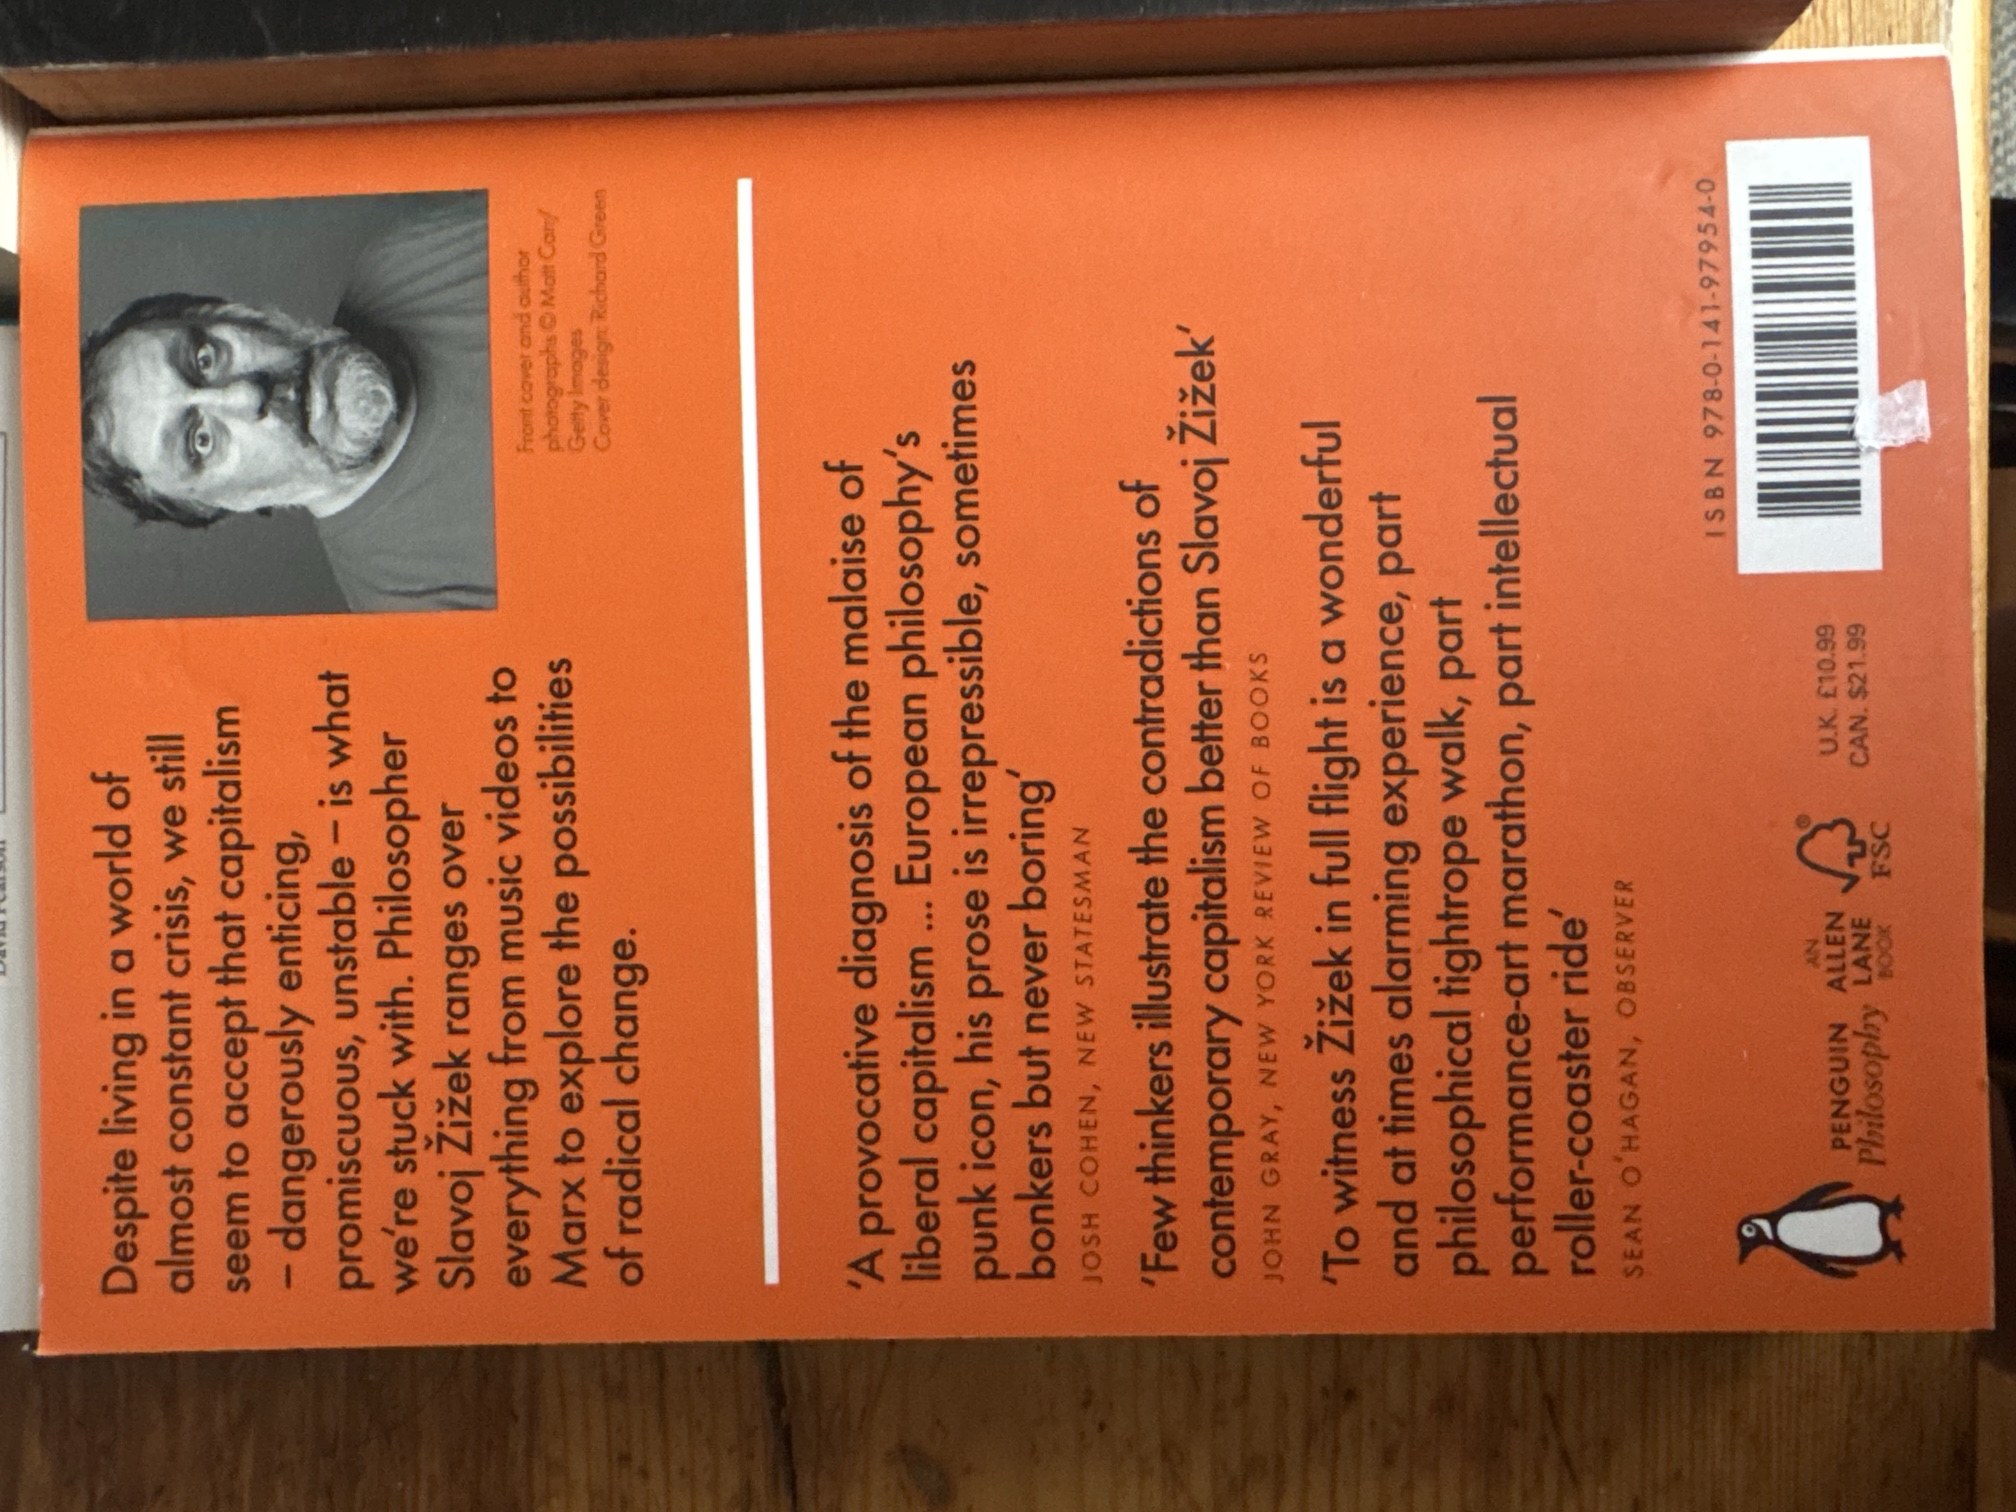 Despite living in a world of
almost constant crisis, we still
seem to accept that capitalism
– dangerously enticing,
promiscuous, unstable – is what
we're stuck with. Philosopher
Slavoj Žižek ranges over
everything from music videos to
Marx to explore the possibilities
of radical change.
Front cover and author
photographs © Matt Carr/
Getty Images
Cover design: Richard Green
'A provocative diagnosis of the malaise of
liberal capitalism ... European philosophy's
punk icon, his prose is irrepressible, sometimes
bonkers but never boring'
JOSH COHEN, NEW STATESMAN
'Few thinkers illustrate the contradictions of
contemporary capitalism better than Slavoj Žižek'
JOHN GRAY, NEW YORK REVIEW OF BOOKS
'To witness Žižek in full flight is a wonderful
and at times alarming experience, part
philosophical tightrope walk, part
performance-art marathon, part intellectual
roller-coaster ride'
SEAN O'HAGAN, OBSERVER
PENGUIN
Philosophy
AN
ALLEN
LANE
BOOK
®
FSC
U.K. £10.99
CAN. $21.99
ISBN 978-0-141-97954-0